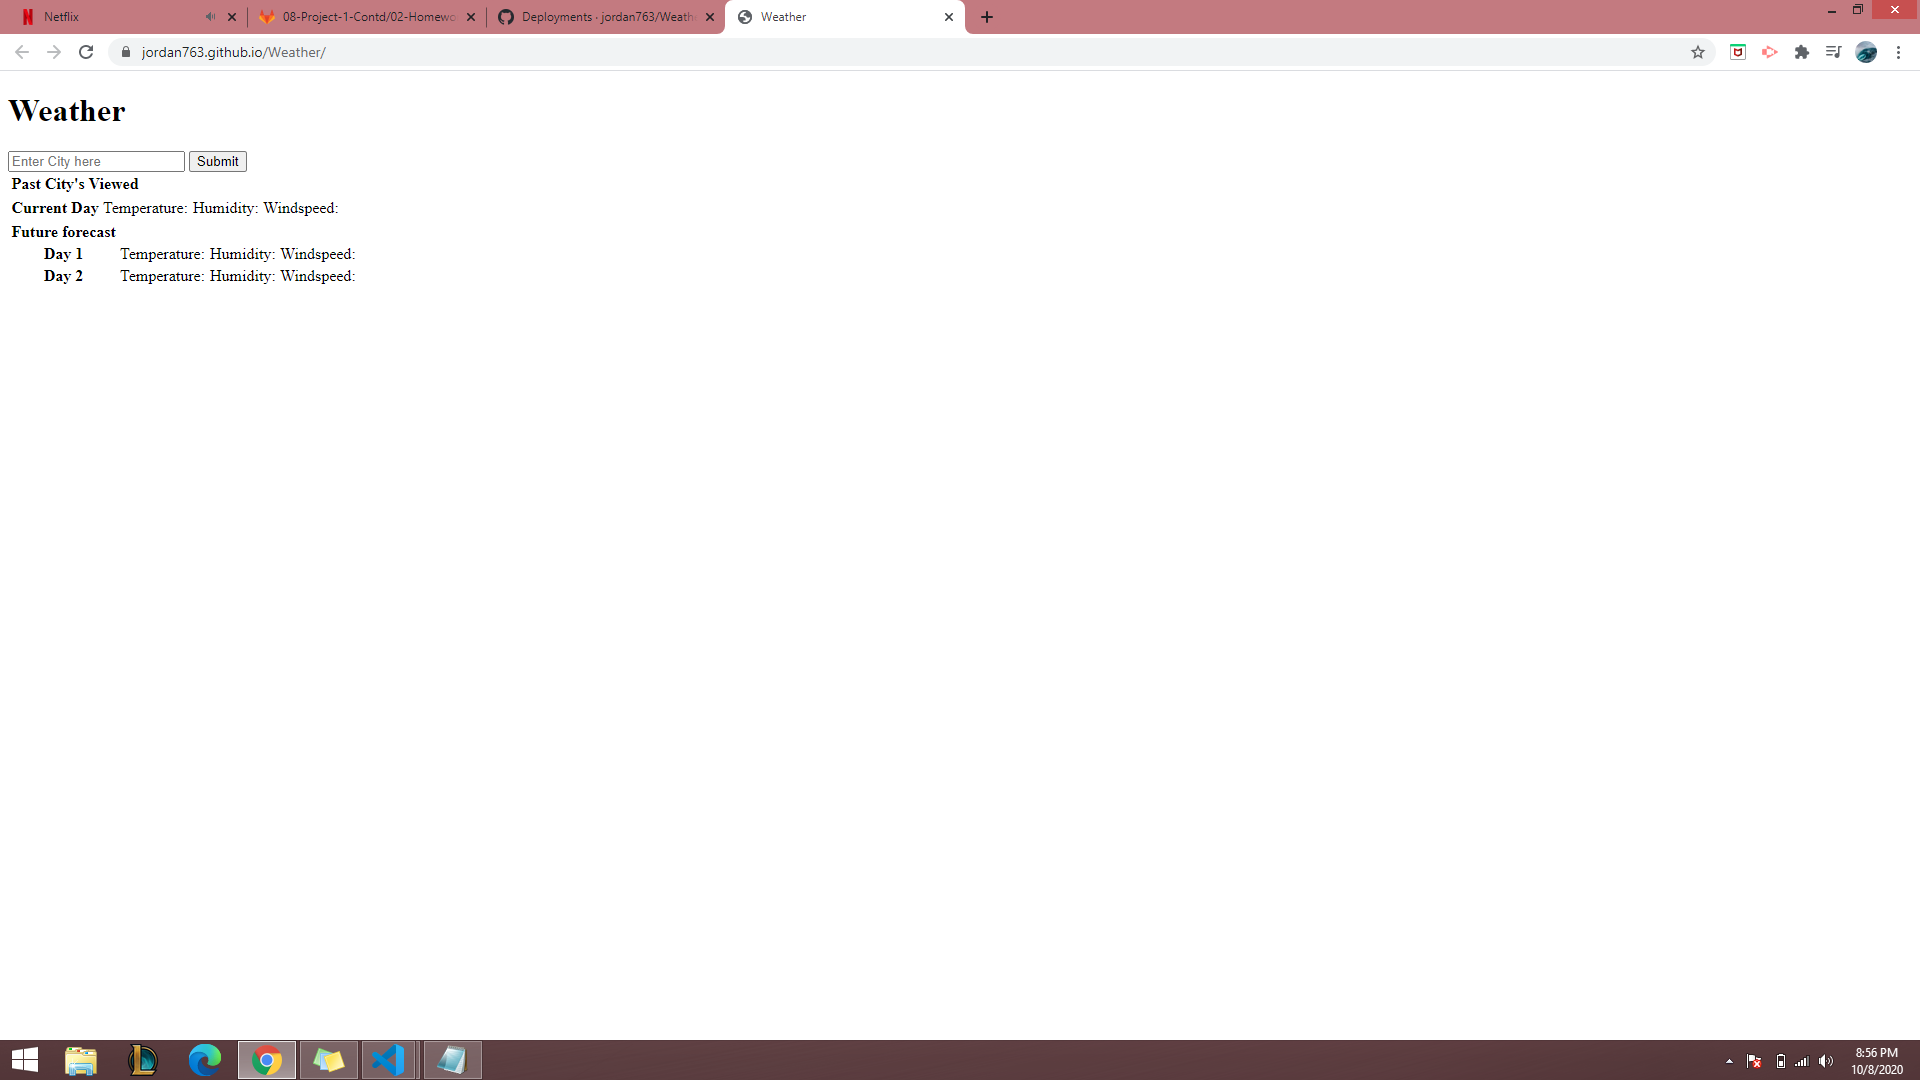 Netflix
08-Project-1-Contd/02-Homewo
Deployments · jordan763/Weath
Weather
jordan763.github.io/Weather/
Weather
Enter City here Submit
Past City's Viewed
Current Day Temperature: Humidity: Windspeed:
Future forecast
Day 1 Temperature: Humidity: Windspeed:
Day 2 Temperature: Humidity: Windspeed:
8:56 PM
10/8/2020